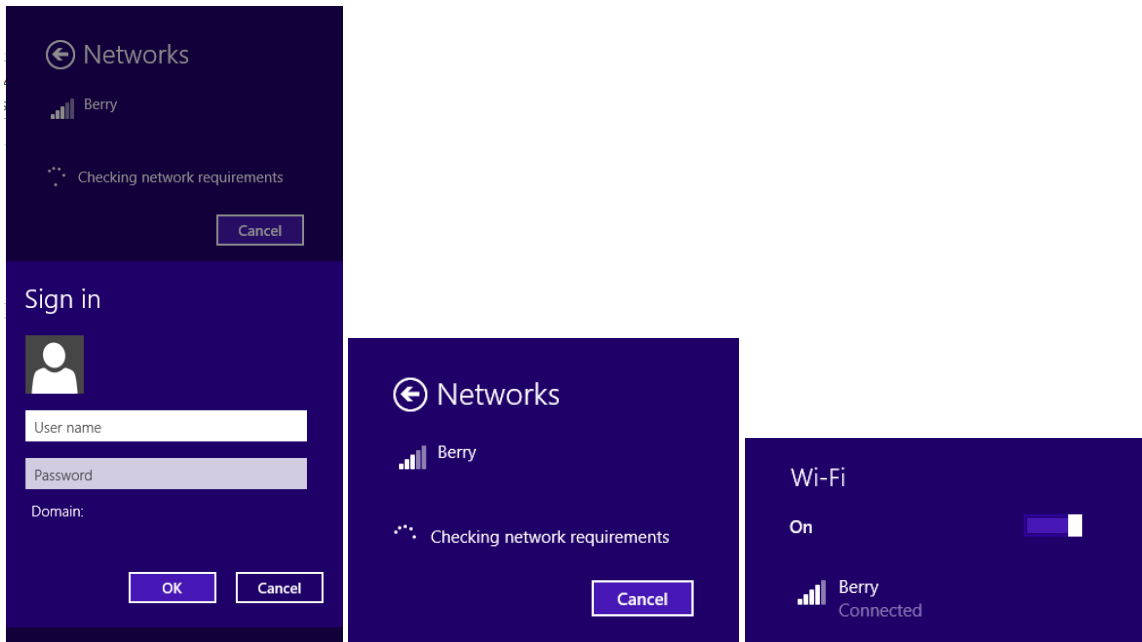 Networks
Berry
Checking network requirements
Cancel
Sign in
User name
Password
Domain:
OK
Cancel
Networks
Berry
Checking network requirements
Cancel
Wi-Fi
On
Berry
Connected